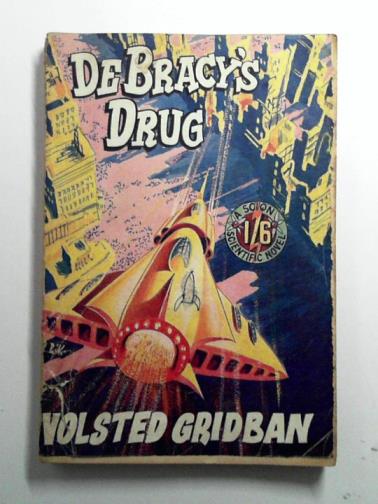 DE BRACY'S
DRUG
A SCION
1/6
SCIENTIFIC NOVEL
VOLSTED GRIDBAN